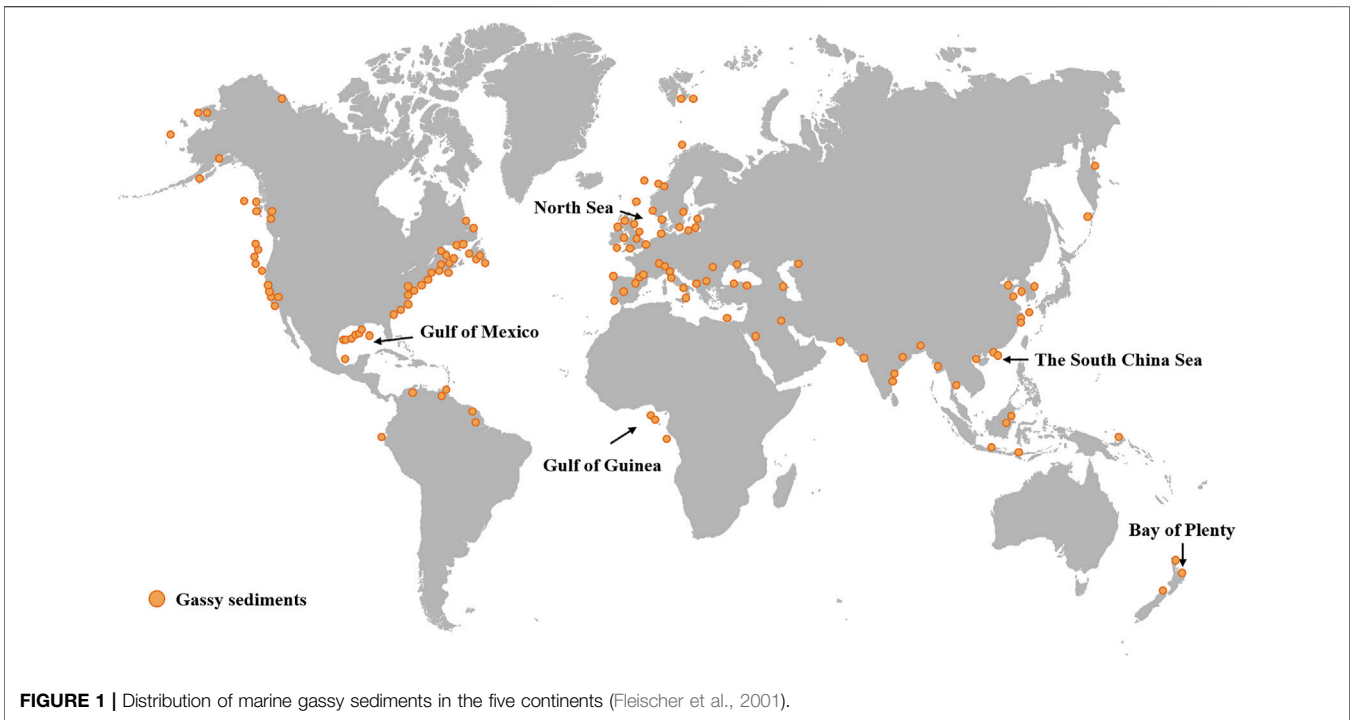 North Sea
Gulf of Mexico
The South China Sea
Gulf of Guinea
Bay of Plenty
Gassy sediments
FIGURE 1 | Distribution of marine gassy sediments in the five continents (Fleischer et al., 2001).